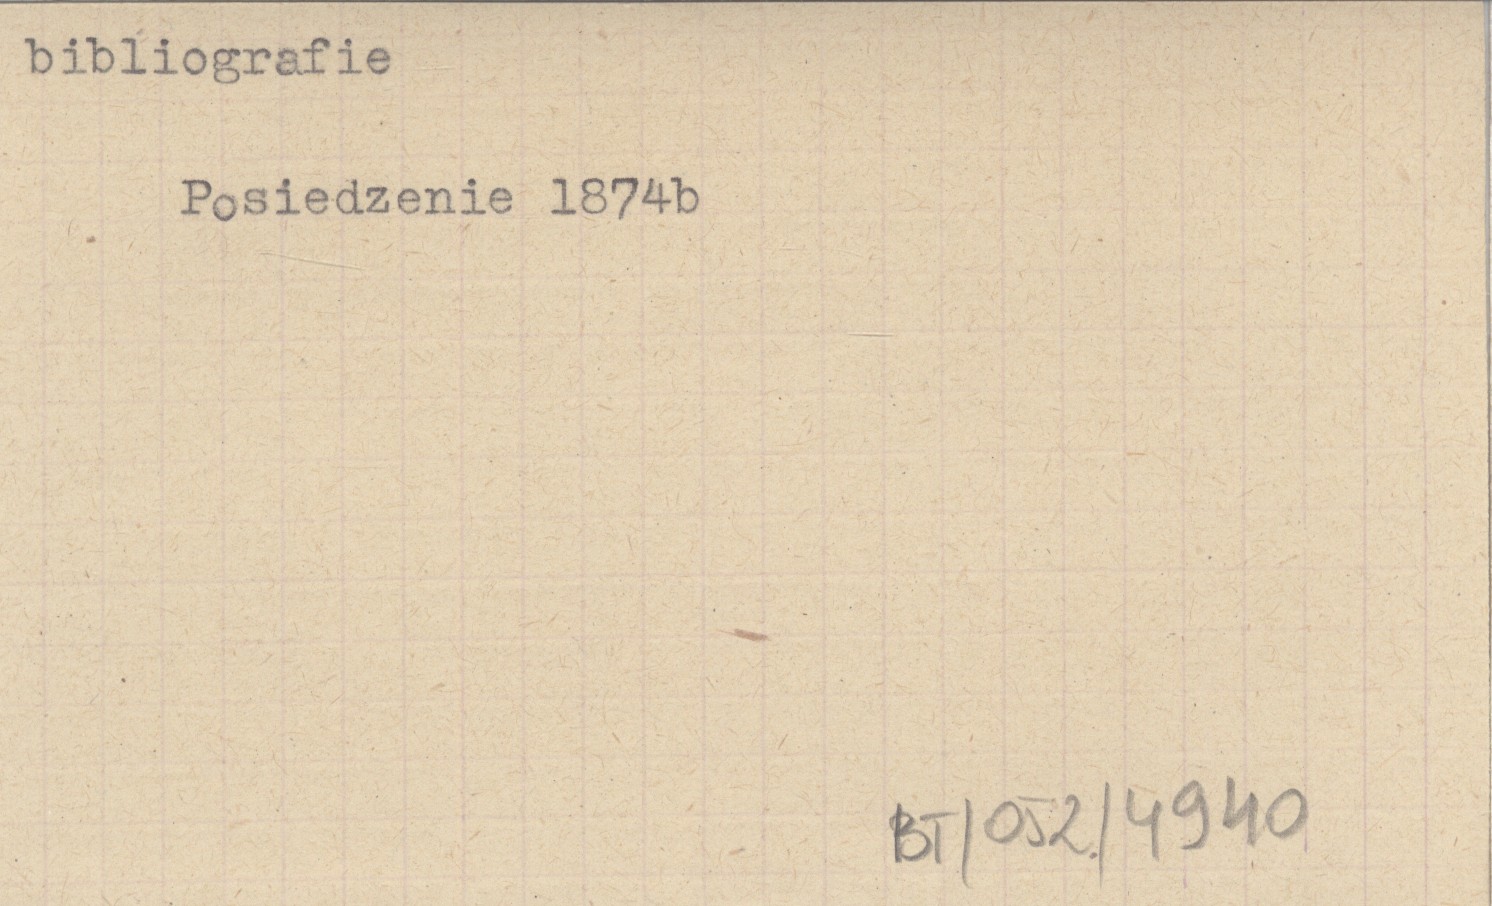 bibliografie
Posiedzenie 1874b
BT/052./4940